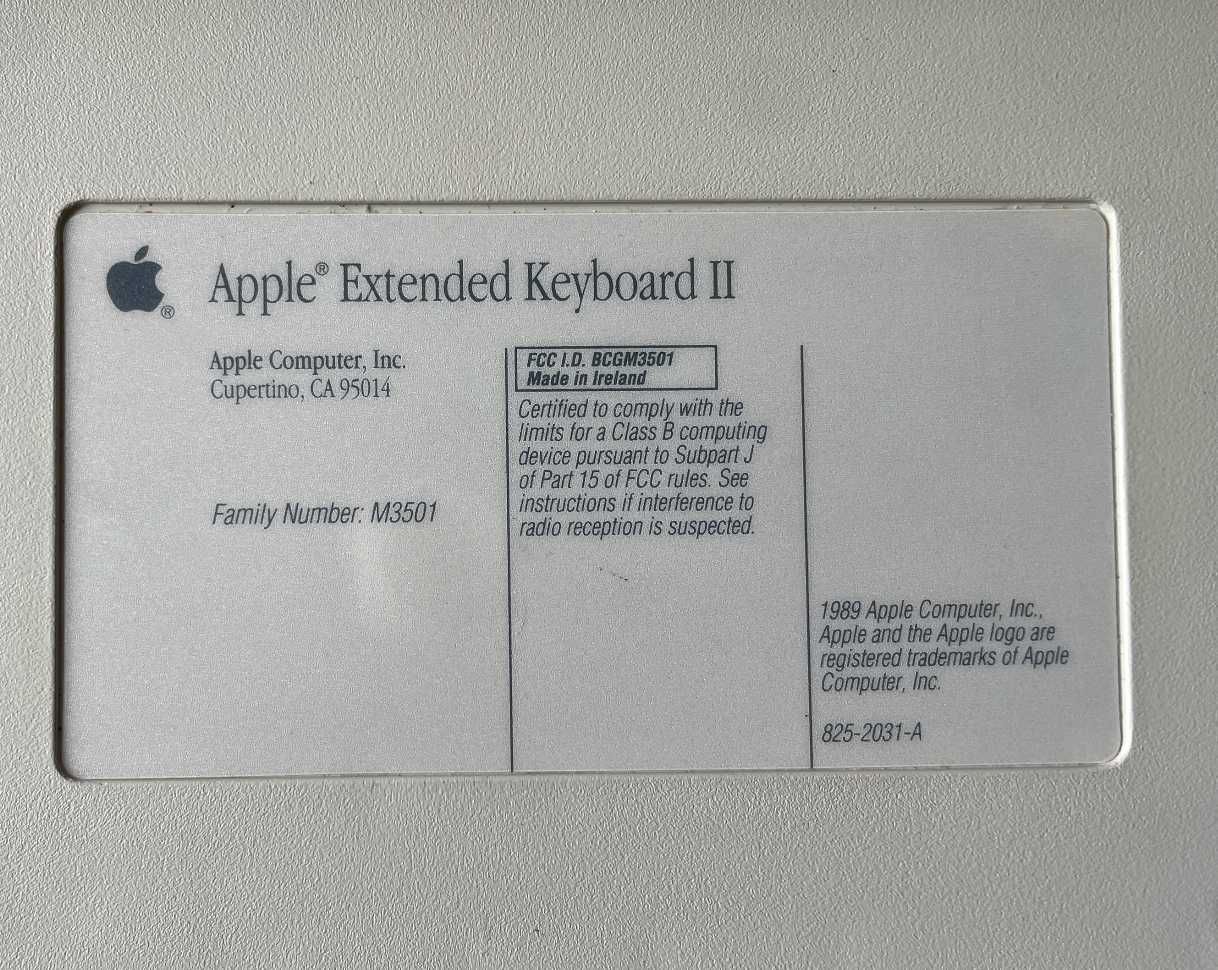 Apple® Extended Keyboard II
®
Apple Computer, Inc.
Cupertino, CA 95014
Family Number: M3501
FCC I.D. BCGM3501
Made in Ireland
Certified to comply with the
limits for a Class B computing
device pursuant to Subpart J
of Part 15 of FCC rules. See
instructions if interference to
radio reception is suspected.
1989 Apple Computer, Inc.,
Apple and the Apple logo are
registered trademarks of Apple
Computer, Inc.
825-2031-A